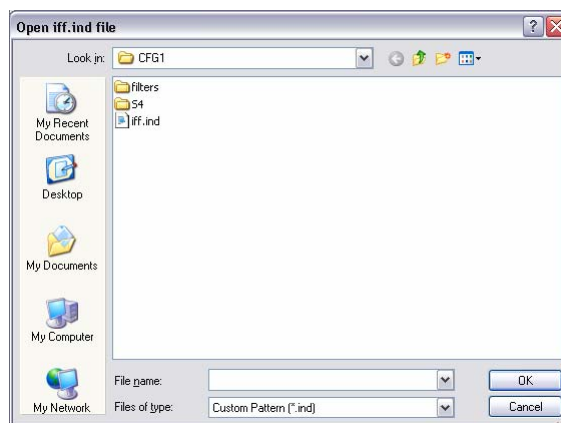 Open iff.ind file
Look in: CFG1
filters
S4
iff.ind
My Recent
Documents
Desktop
My Documents
My Computer
My Network
File name:
Files of type: Custom Pattern (*.ind)
OK
Cancel